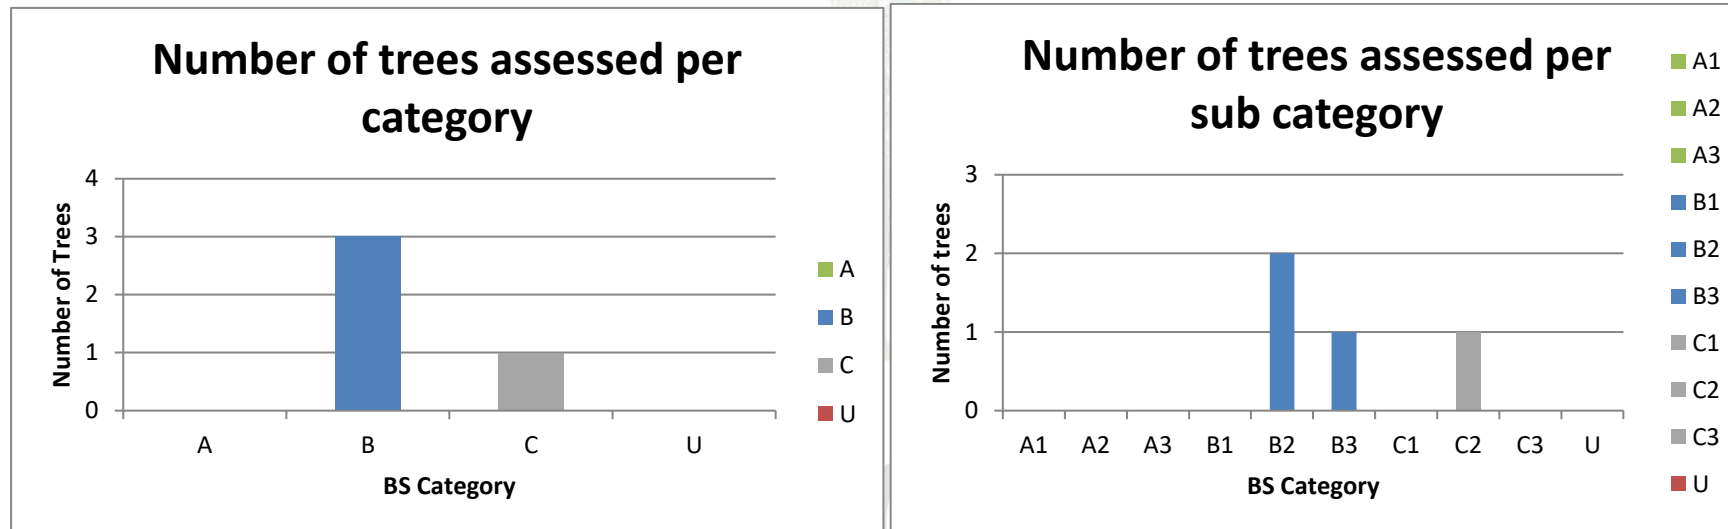 Number of trees assessed per
category
4
3
2
1
0
Number of Trees
A B C U
BS Category
A
B
C
U
Number of trees assessed per
sub category
3
2
1
0
Number of trees
A1 A2 A3 B1 B2 B3 C1 C2 C3 U
BS Category
A1
A2
A3
B1
B2
B3
C1
C2
C3
U